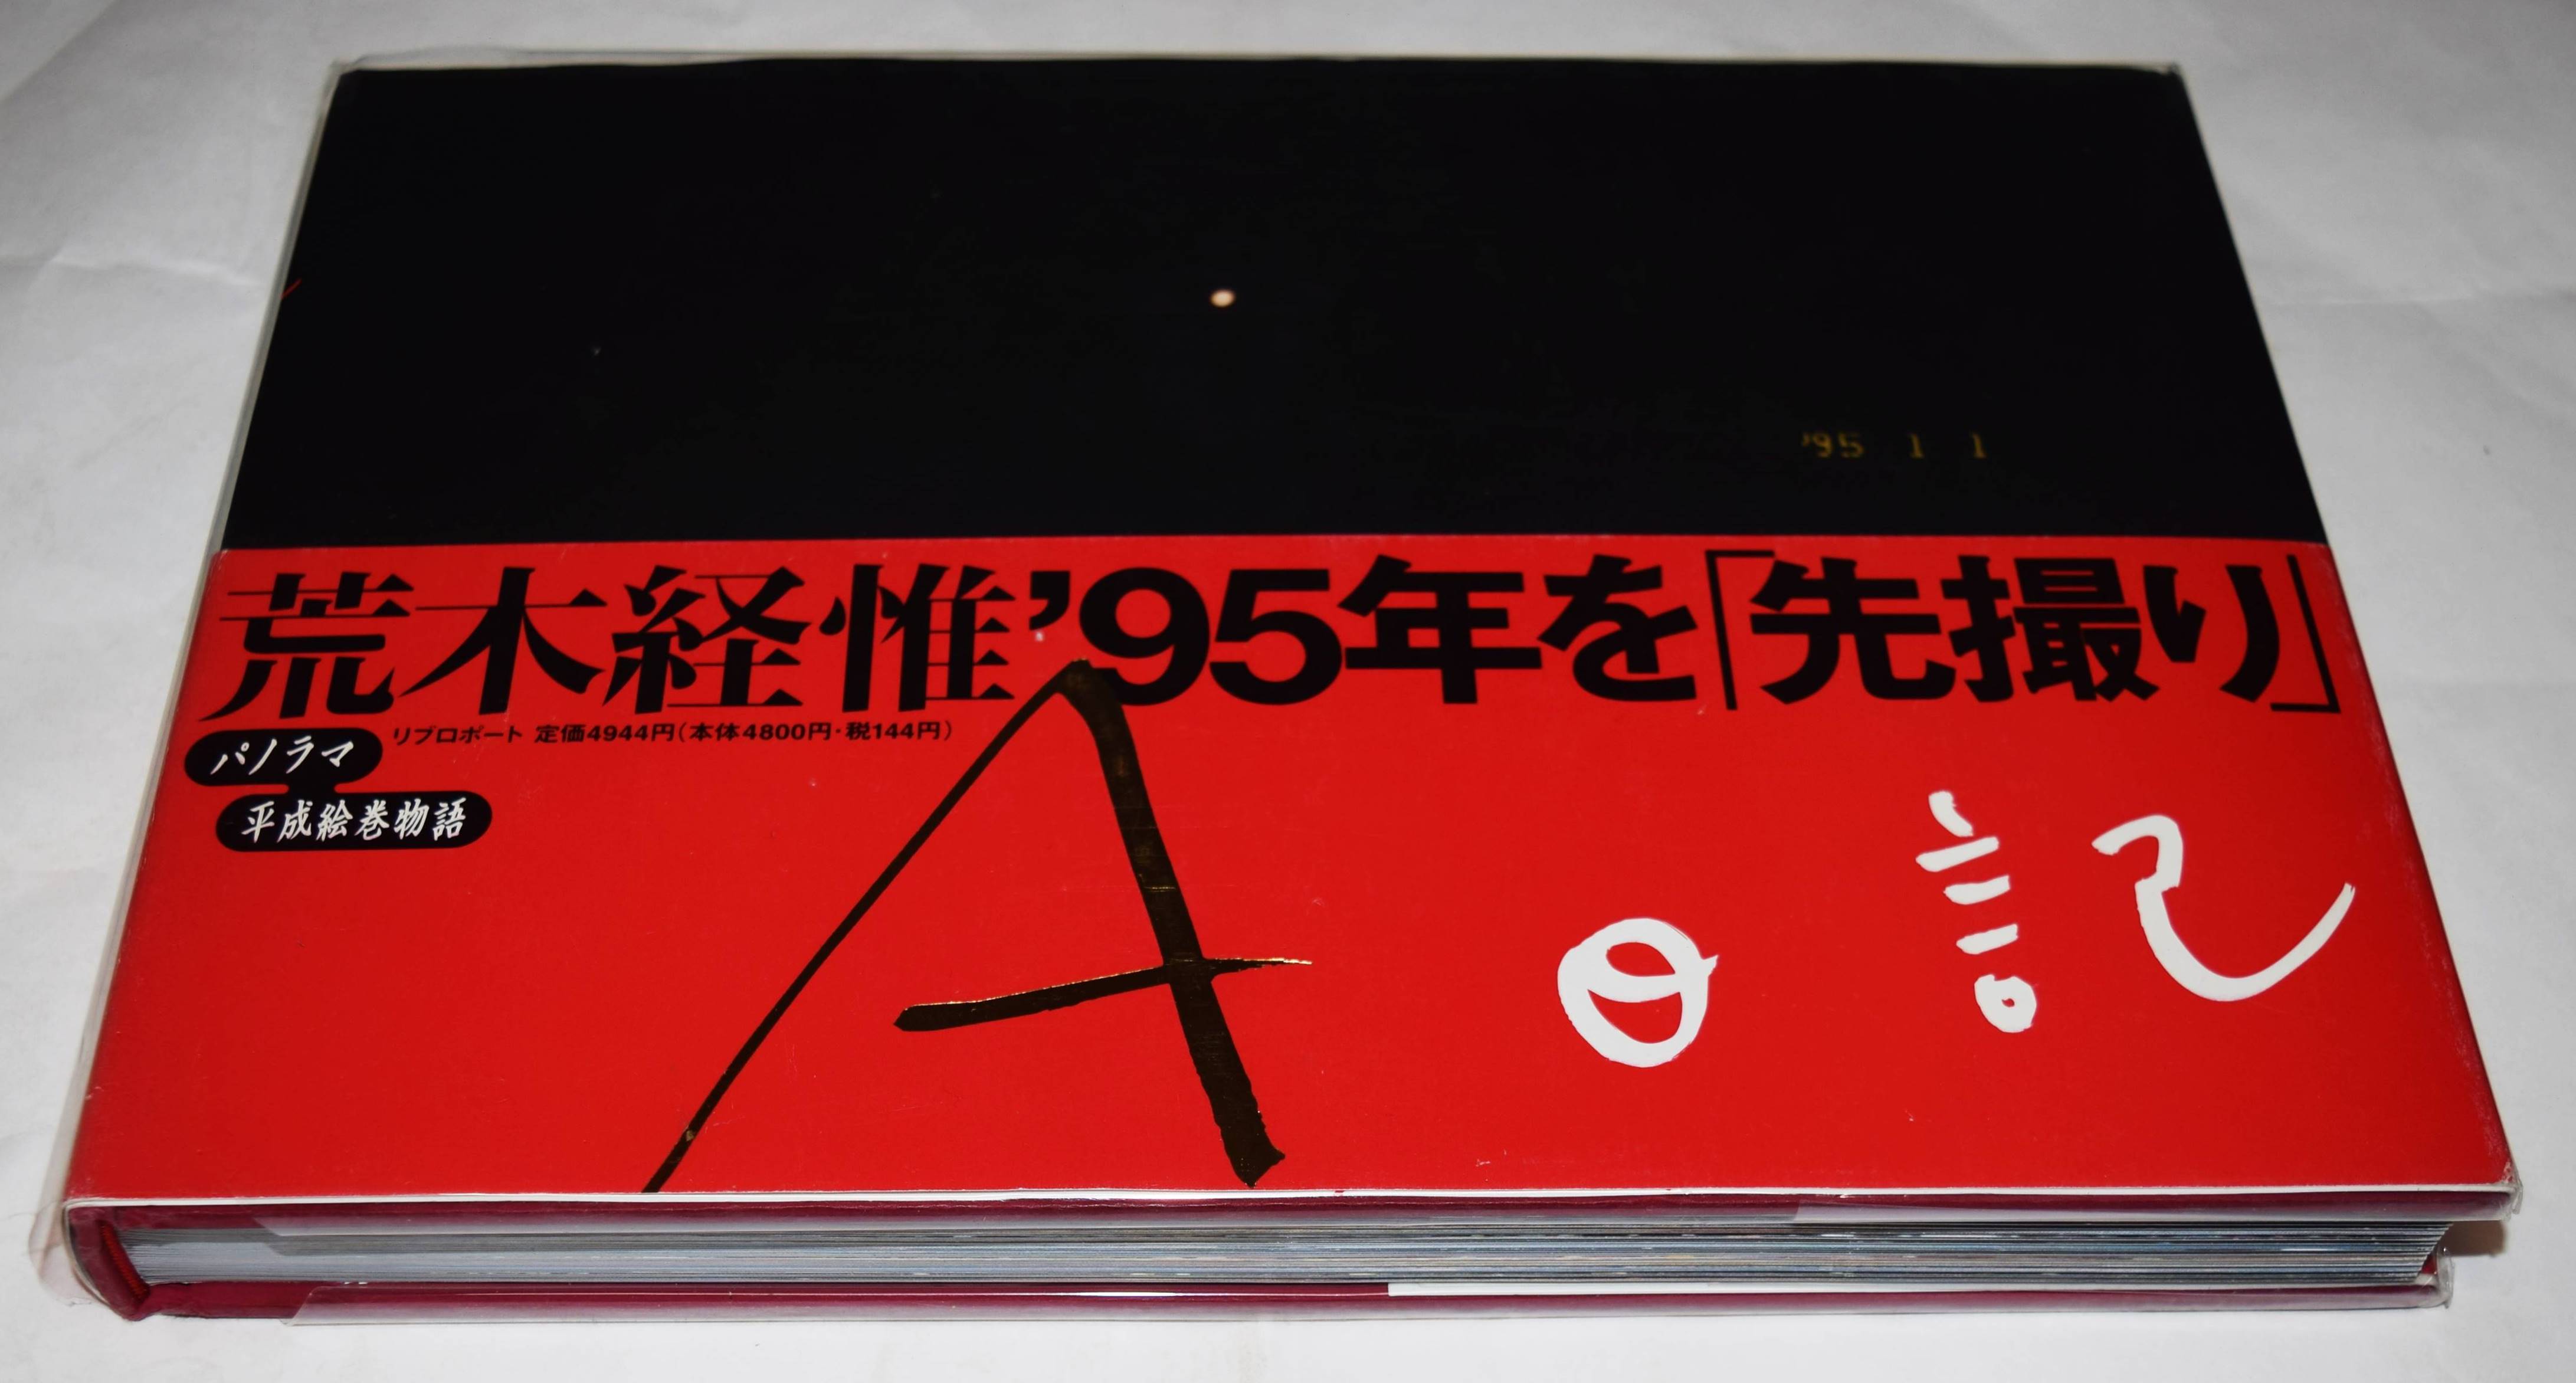 '95 1 1
荒木経惟'95年を「先撮り」
リブロポート 定価4944円(本体4800円・税144円)
パノラマ
平成絵巻物語
A日記